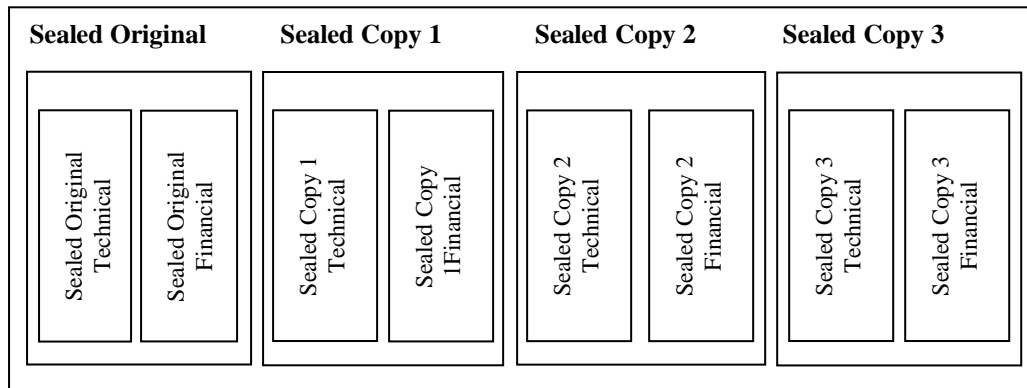 Sealed Original
Sealed Copy 1
Sealed Copy 2
Sealed Copy 3
Sealed Original
Technical
Sealed Original
Financial
Sealed Copy 1
Technical
Sealed Copy
1Financial
Sealed Copy 2
Technical
Sealed Copy 2
Financial
Sealed Copy 3
Technical
Sealed Copy 3
Financial